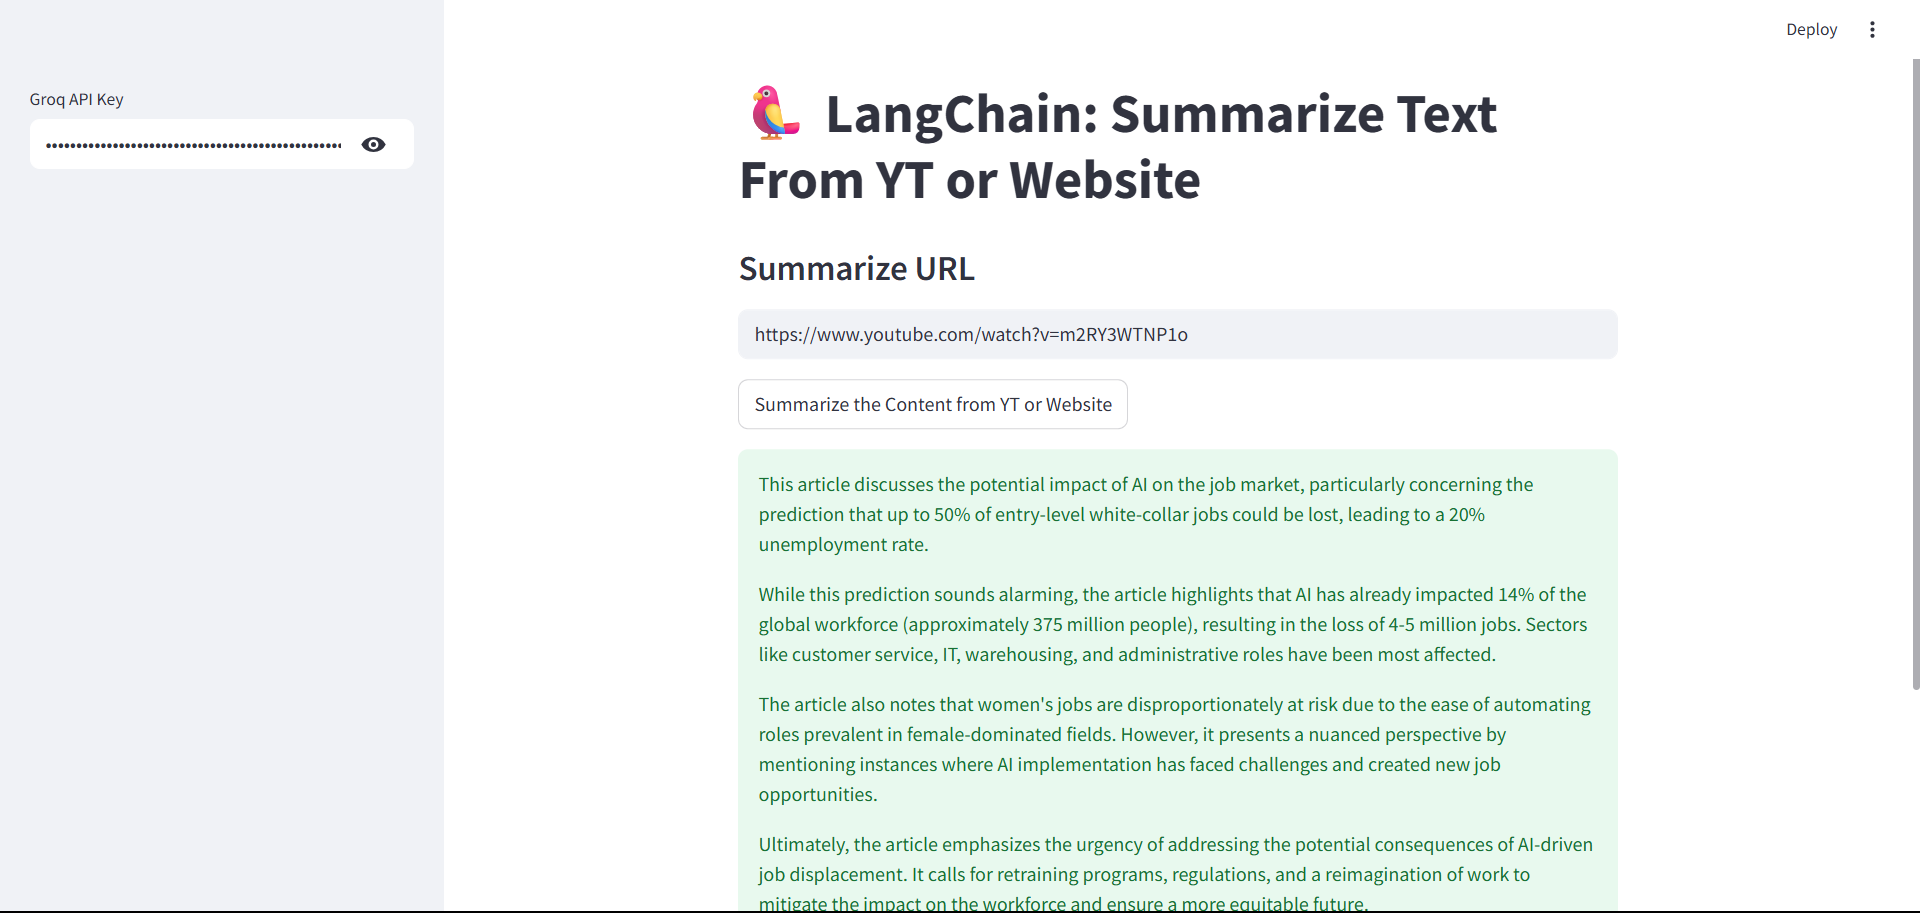 Deploy
Groq API Key
LangChain: Summarize Text
From YT or Website
Summarize URL
https://www.youtube.com/watch?v=m2RY3WTNP1o
Summarize the Content from YT or Website
This article discusses the potential impact of AI on the job market, particularly concerning the
prediction that up to 50% of entry-level white-collar jobs could be lost, leading to a 20%
unemployment rate.
While this prediction sounds alarming, the article highlights that AI has already impacted 14% of the
global workforce (approximately 375 million people), resulting in the loss of 4-5 million jobs. Sectors
like customer service, IT, warehousing, and administrative roles have been most affected.
The article also notes that women's jobs are disproportionately at risk due to the ease of automating
roles prevalent in female-dominated fields. However, it presents a nuanced perspective by
mentioning instances where AI implementation has faced challenges and created new job
opportunities.
Ultimately, the article emphasizes the urgency of addressing the potential consequences of AI-driven
job displacement. It calls for retraining programs, regulations, and a reimagination of work to
mitigate the impact on the workforce and ensure a more equitable future.